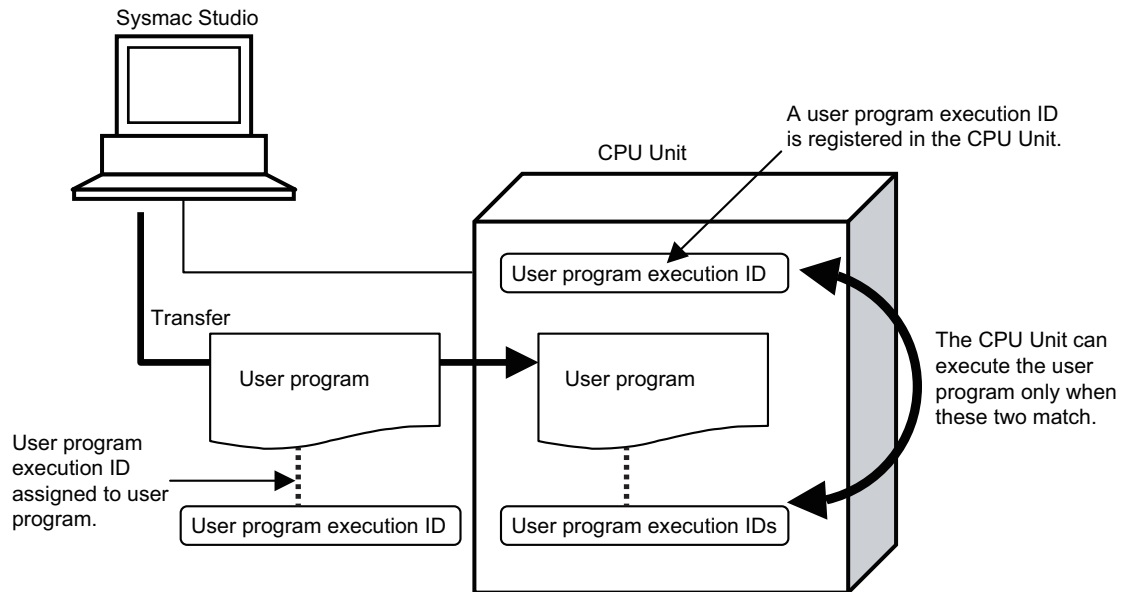 Sysmac Studio
A user program execution ID
is registered in the CPU Unit.
CPU Unit
User program execution ID
Transfer
User program
User program
The CPU Unit can
execute the user
program only when
these two match.
User program
execution ID
assigned to user
program.
User program execution ID
User program execution IDs